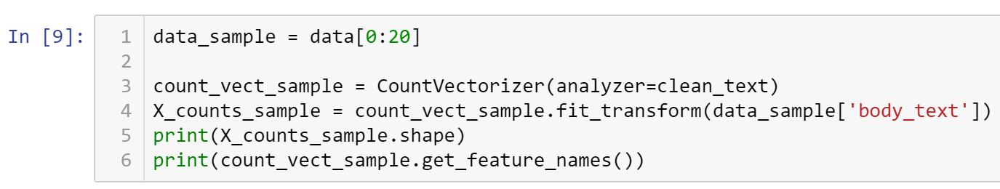 In [9]:
1 data_sample = data[0:20]
2
3 count_vect_sample = CountVectorizer(analyzer=clean_text)
4 X_counts_sample = count_vect_sample.fit_transform(data_sample['body_text'])
5 print(X_counts_sample.shape)
6 print(count_vect_sample.get_feature_names())